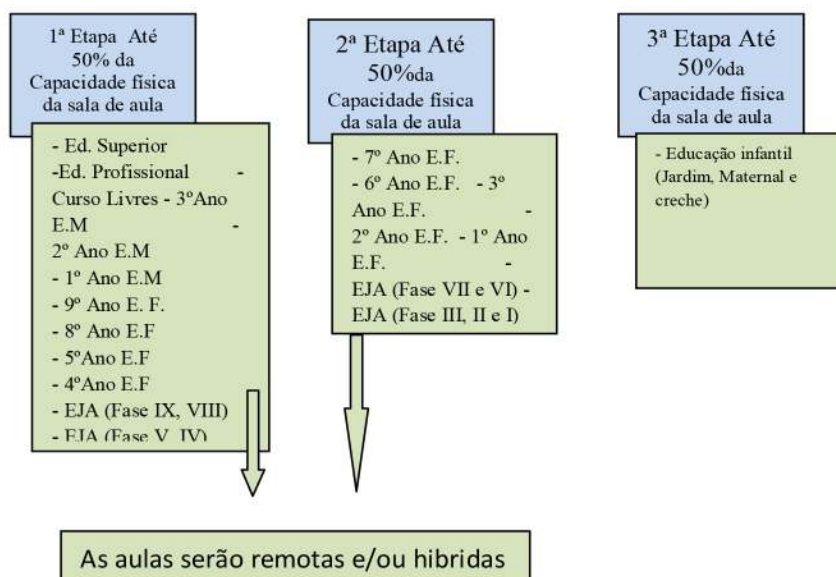 1ª Etapa Até
50% da
Capacidade física
da sala de aula
- Ed. Superior
-Ed. Profissional -
Curso Livres - 3ºAno
E.M -
2º Ano E.M
- 1º Ano E.M
- 9º Ano E. F.
- 8º Ano E.F
- 5ºAno E.F
- 4ºAno E.F
- EJA (Fase IX, VIII)
- EJA (Fase V, IV)
2ª Etapa Até
50%da
Capacidade física
da sala de aula
- 7º Ano E.F.
- 6º Ano E.F. - 3º
Ano E.F. -
2º Ano E.F. - 1º Ano
E.F. -
EJA (Fase VII e VI) -
EJA (Fase III, II e I)
3ª Etapa Até
50%da
Capacidade física
da sala de aula
- Educação infantil
(Jardim, Maternal e
creche)
As aulas serão remotas e/ou hibridas